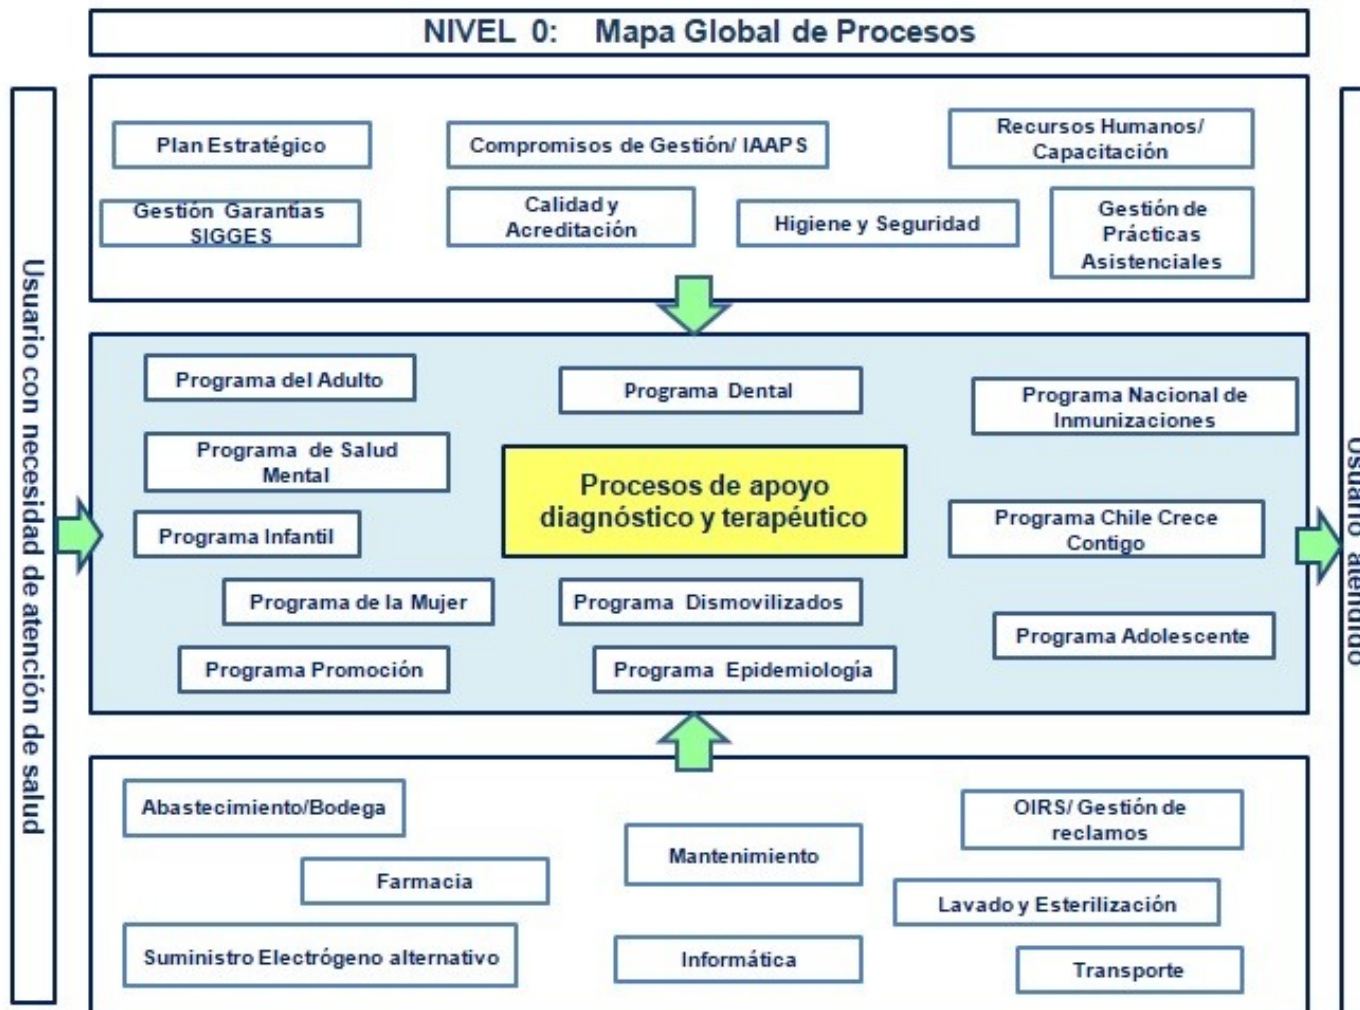 NIVEL 0: Mapa Global de Procesos
Usuario con necesidad de atención de salud
Plan Estratégico
Compromisos de Gestión/ IAAPS
Recursos Humanos/
Capacitación
Gestión Garantías
SIGGES
Calidad y
Acreditación
Higiene y Seguridad
Gestión de
Prácticas
Asistenciales
Programa del Adulto
Programa Dental
Programa Nacional de
Inmunizaciones
Programa de Salud
Mental
Procesos de apoyo
diagnóstico y terapéutico
Programa Infantil
Programa Chile Crece
Contigo
Programa de la Mujer
Programa Dismovilizados
Programa Adolescente
Programa Promoción
Programa Epidemiología
Abastecimiento/Bodega
OIRS/ Gestión de
reclamos
Mantenimiento
Farmacia
Lavado y Esterilización
Suministro Electrógeno alternativo
Informática
Transporte
Usuario atendido